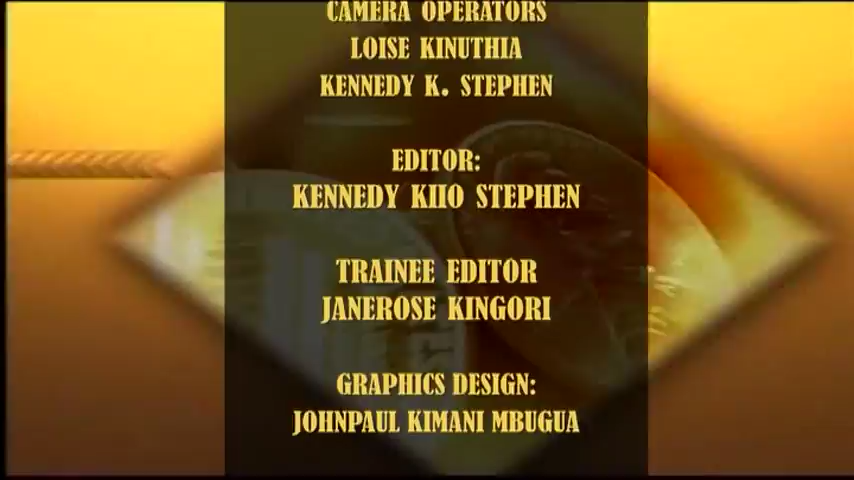 CAMERA OPERATORS
LOISE KINUTHIA
KENNEDY K. STEPHEN
EDITOR:
KENNEDY KIIO STEPHEN
TRAINEE EDITOR
JANEROSE KINGORI
GRAPHICS DESIGN:
JOHNPAUL KIMANI MBUGUA